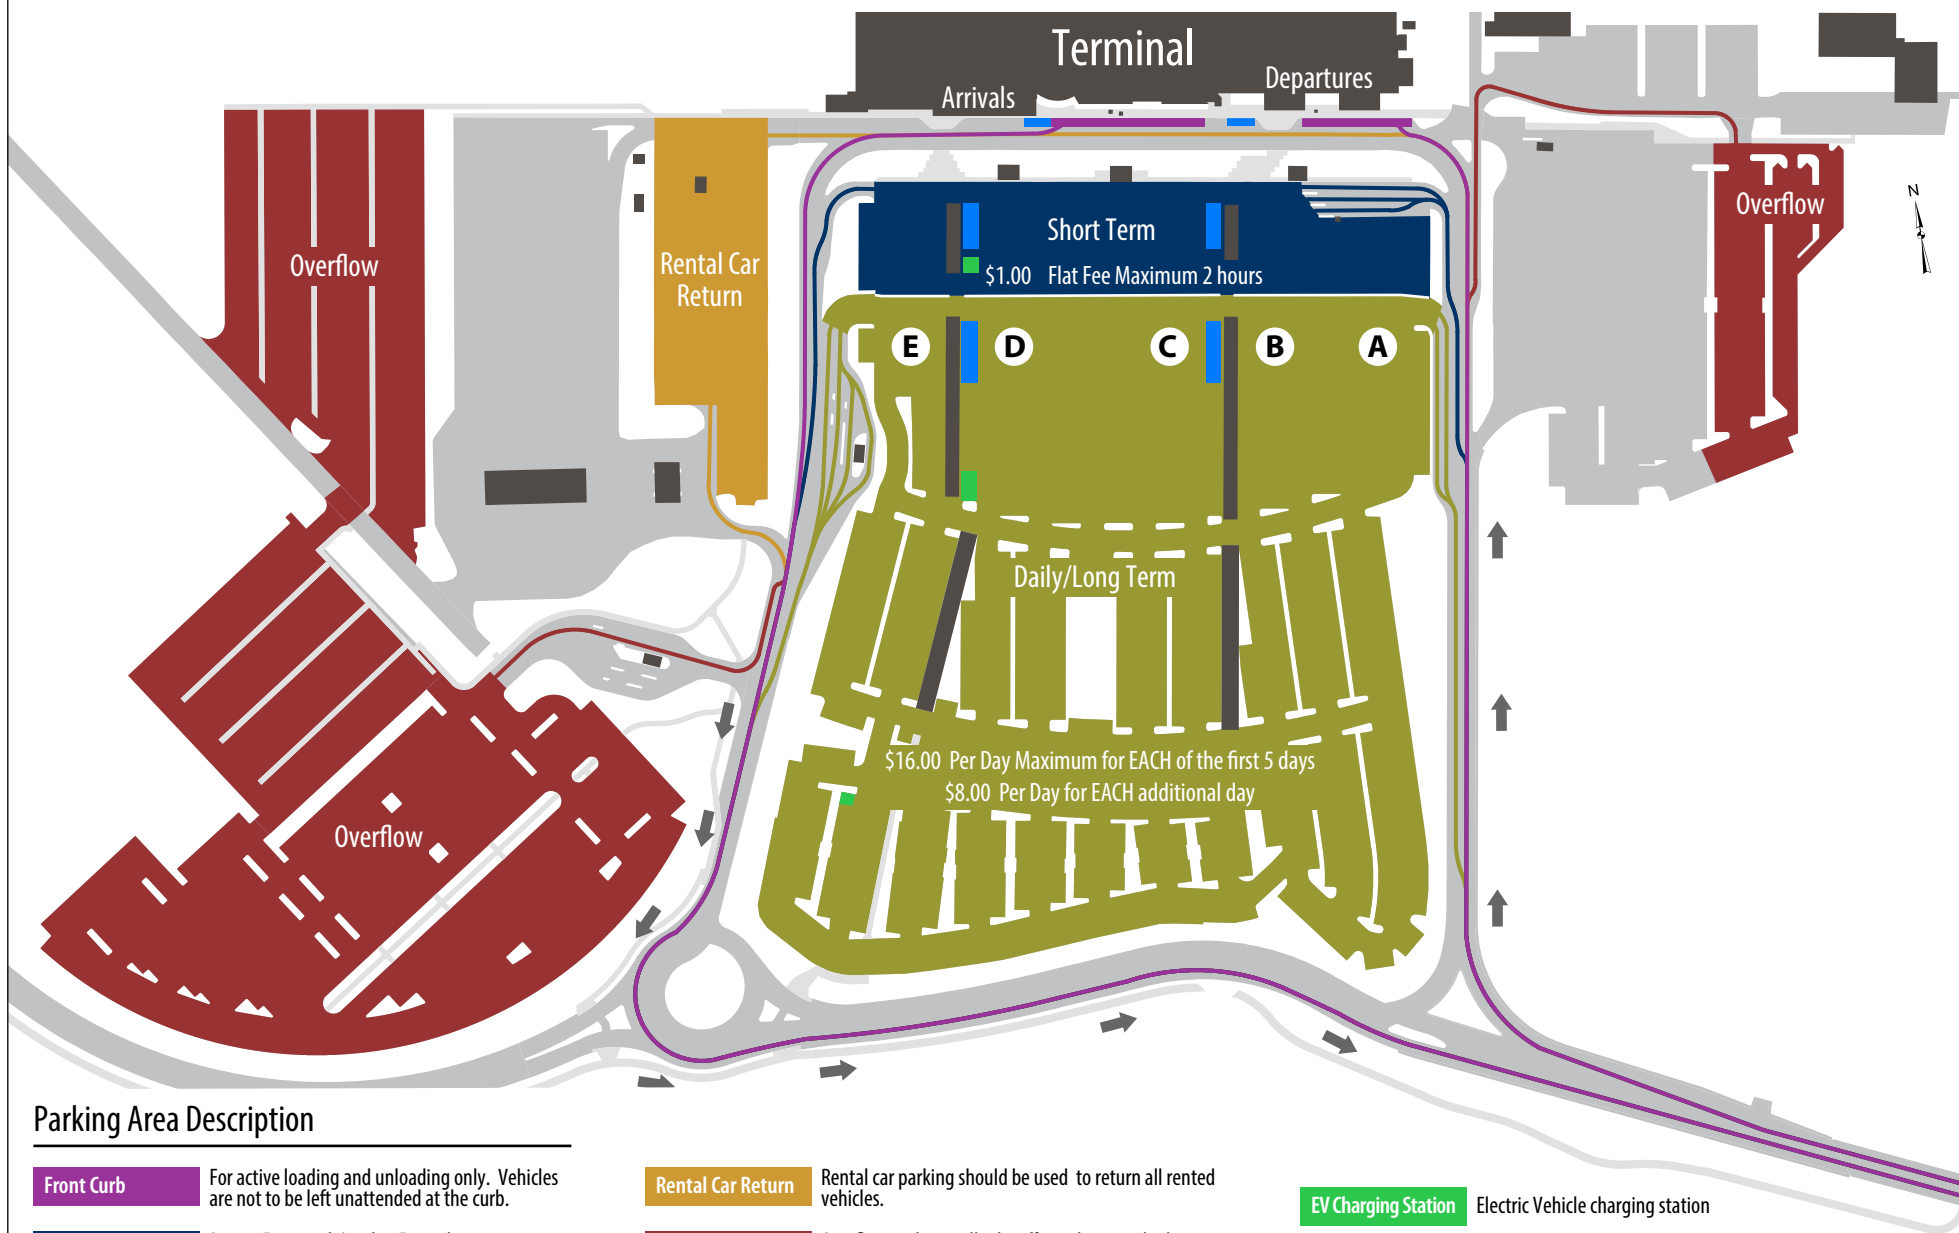 Terminal
Arrivals
Departures
N
Overflow
Overflow
Rental Car
Return
Short Term
$1.00 Flat Fee Maximum 2 hours
E
D
C
B
A
Daily/Long Term
$16.00 Per Day Maximum for EACH of the first 5 days
$8.00 Per Day for EACH additional day
Overflow
Parking Area Description
Front Curb
For active loading and unloading only. Vehicles
are not to be left unattended at the curb.
Rental Car Return
Rental car parking should be used to return all rented
vehicles.
EV Charging Station
Electric Vehicle charging station